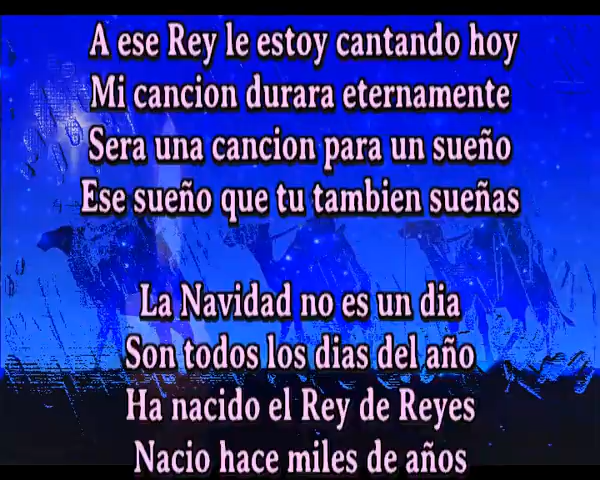 A ese Rey le estoy cantando hoy
Mi cancion durara eternamente
Sera una cancion para un sueño
Ese sueño que tu tambien sueñas
La Navidad no es un dia
Son todos los dias del año
Ha nacido el Rey de Reyes
Nacio hace miles de años